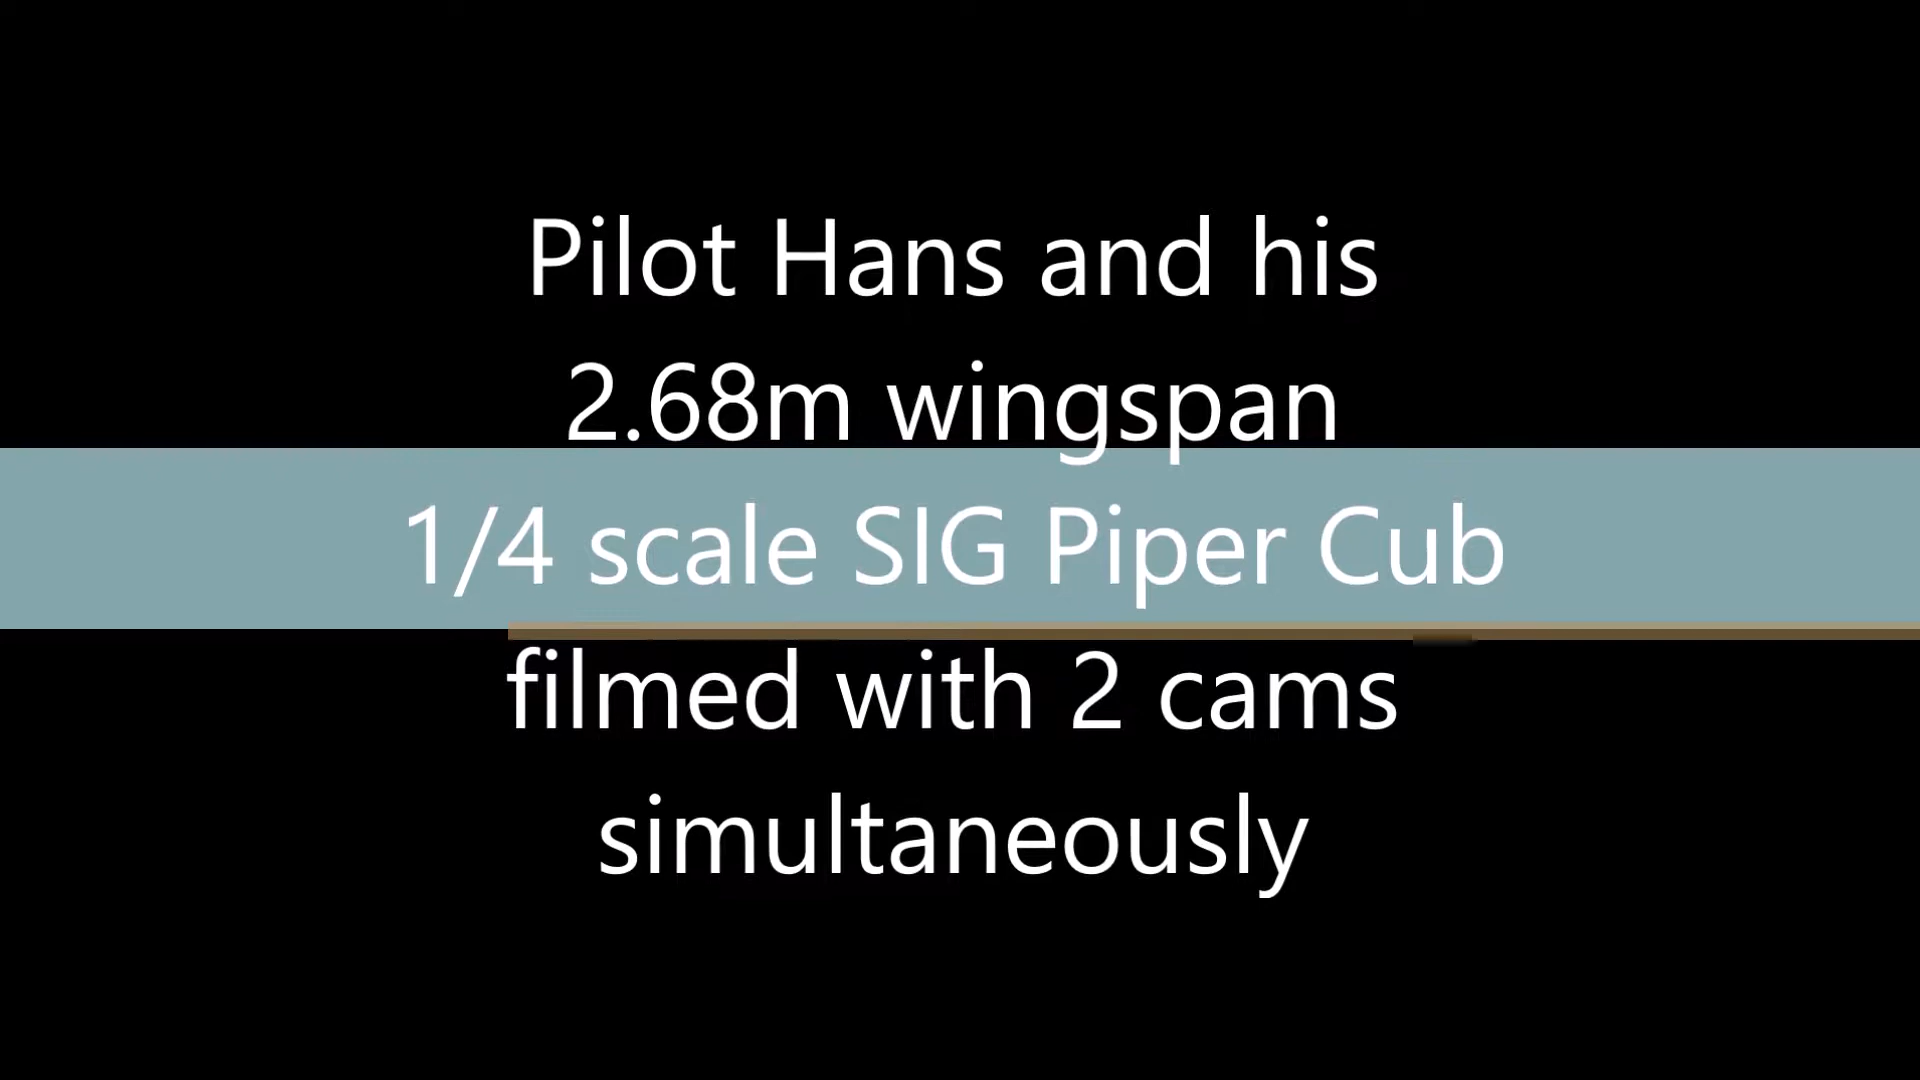 Pilot Hans and his
2.68m wingspan
1/4 scale SIG Piper Cub
filmed with 2 cams
simultaneously